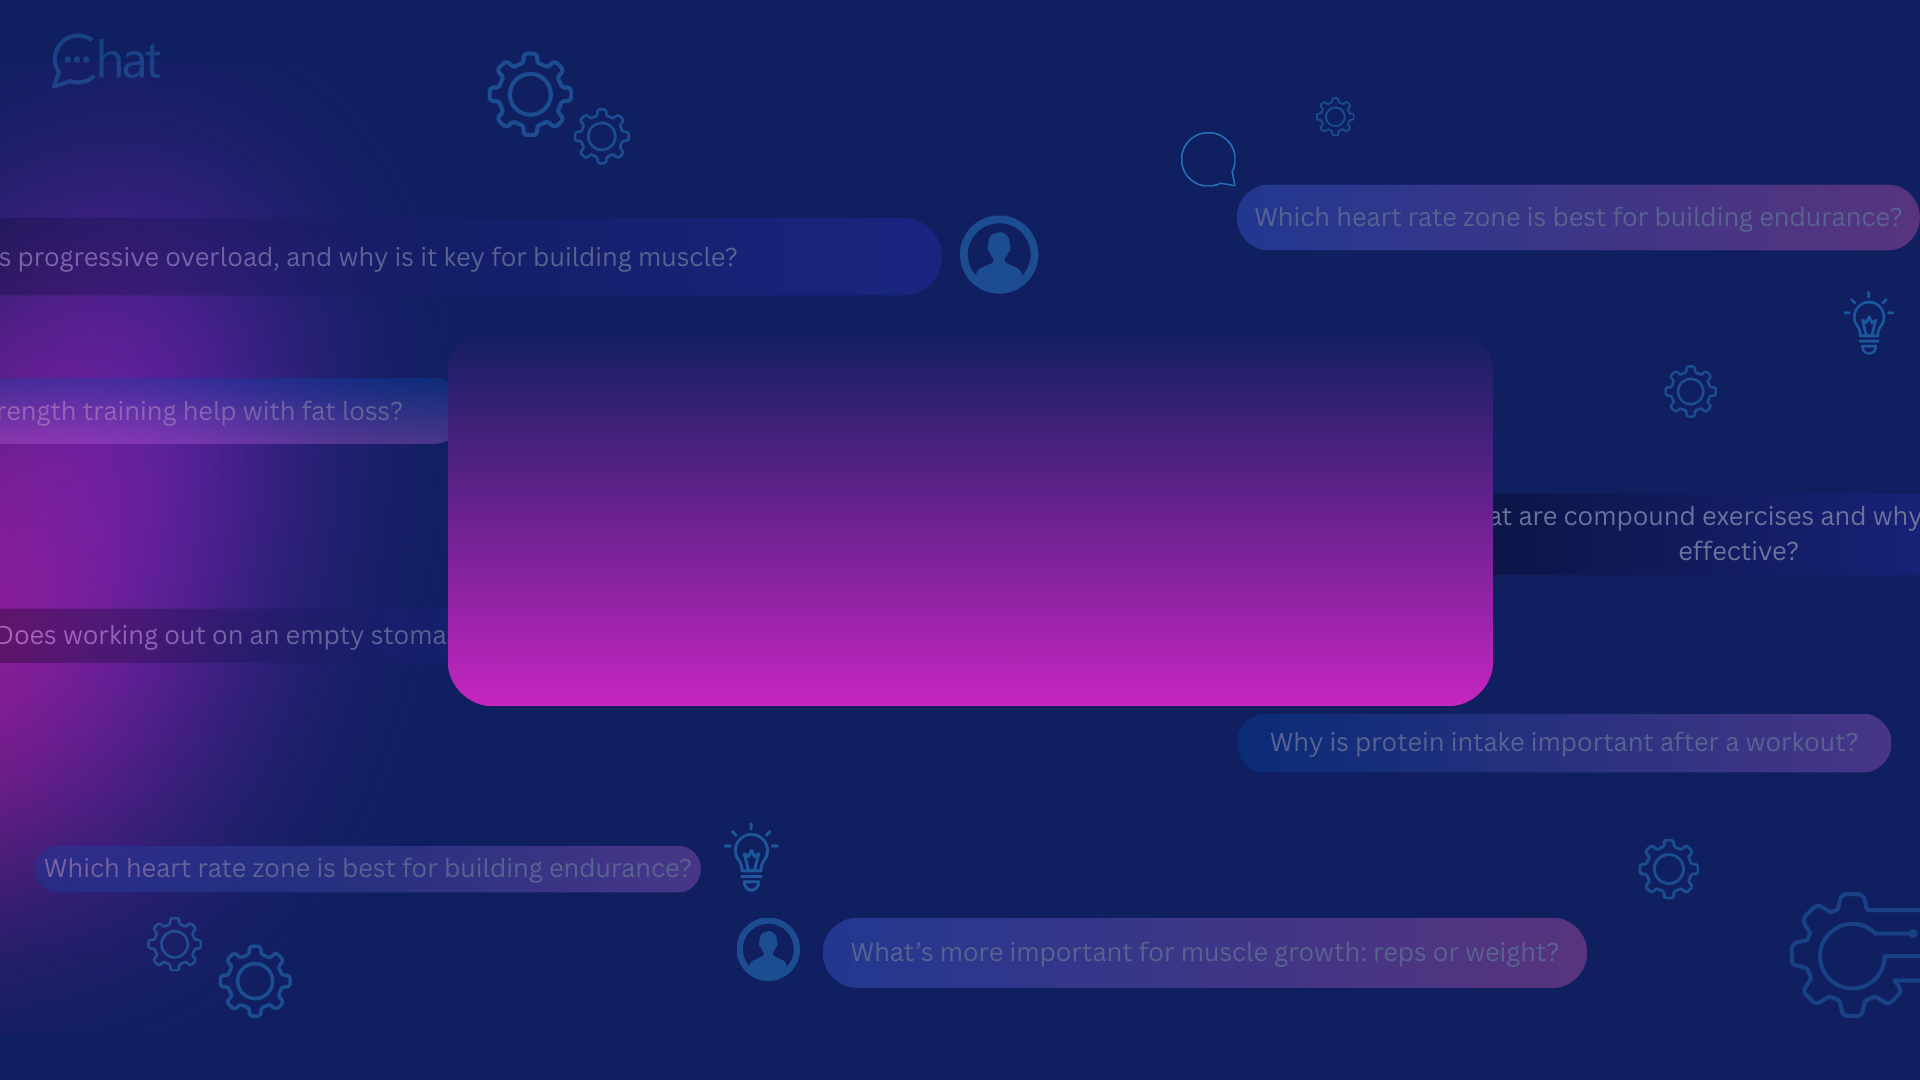 Chat
Which heart rate zone is best for building endurance?
s progressive overload, and why is it key for building muscle?
rength training help with fat loss?
at are compound exercises and why
effective?
Does working out on an empty stoma
Why is protein intake important after a workout?
Which heart rate zone is best for building endurance?
What’s more important for muscle growth: reps or weight?